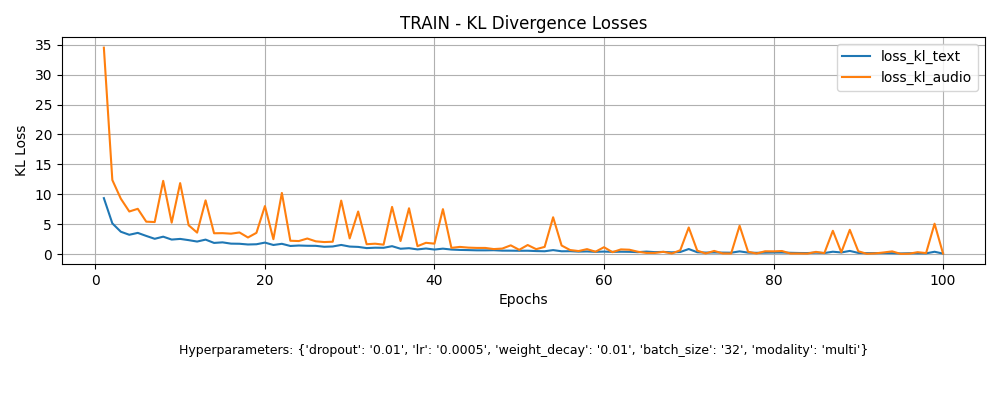 TRAIN - KL Divergence Losses
KL Loss
35
30
25
20
15
10
5
0
loss_kl_text
loss_kl_audio
0 20 40 60 80 100
Epochs
Hyperparameters: {'dropout': '0.01', 'lr': '0.0005', 'weight_decay': '0.01', 'batch_size': '32', 'modality': 'multi'}